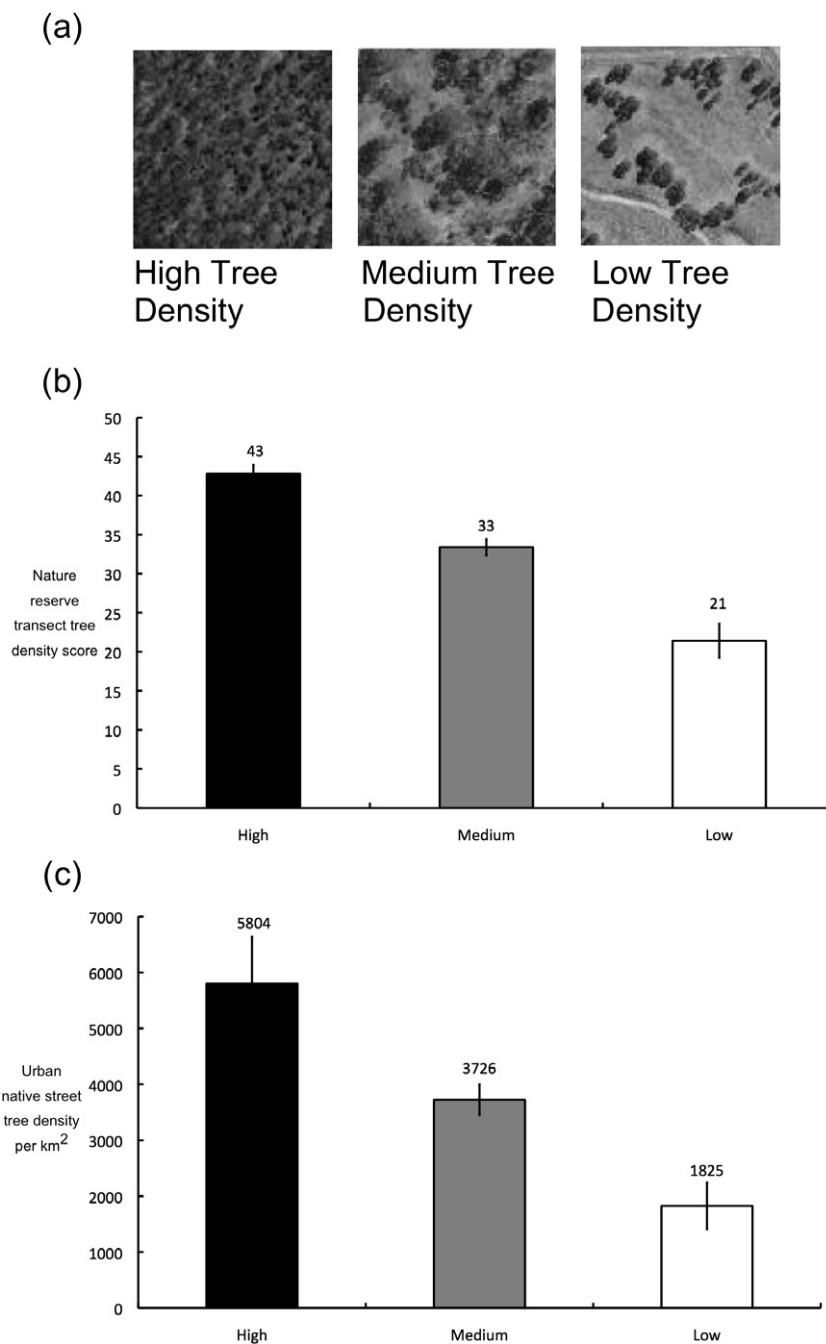 (a)
High Tree
Density
Medium Tree
Density
Low Tree
Density
(b)
50
45
40
35
30
25
20
15
10
5
0
Nature
reserve
transect tree
density score
43
33
21
High
Medium
Low
(c)
7000
6000
5000
4000
3000
2000
1000
0
Urban
native street
tree density
per km²
5804
3726
1825
High
Medium
Low